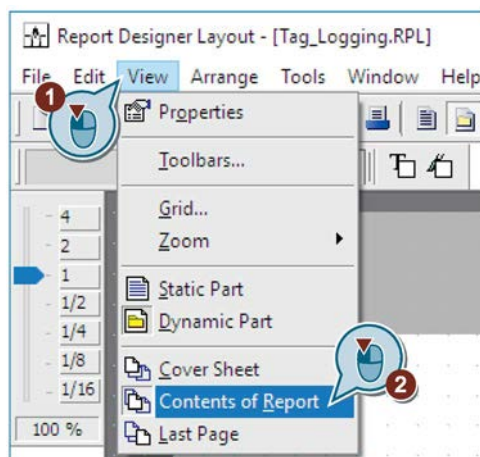 Report Designer Layout - [Tag_Logging.RPL]
File Edit View Arrange Tools Window Help
1
Properties
Toolbars...
Grid...
4
Zoom
2
1
Static Part
1/2
Dynamic Part
1/4
1/8
Cover Sheet
1/16
Contents of Report
2
100 %
Last Page